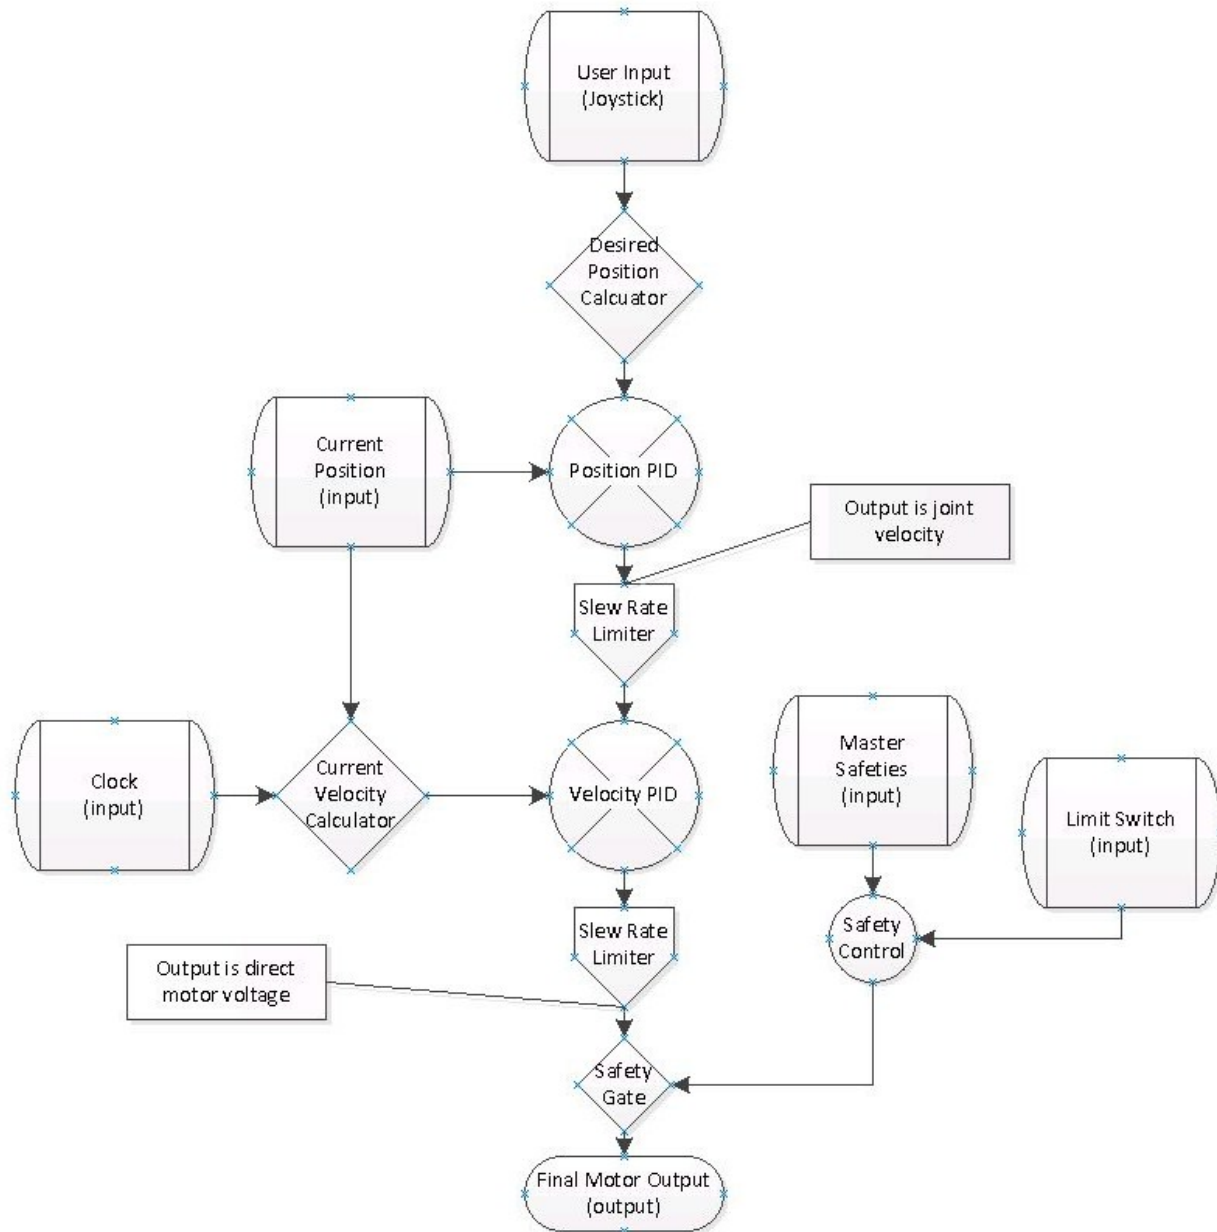 User Input
(Joystick)
Desired
Position
Calcuator
Current
Position
(input)
Position PID
Output is joint
velocity
Slew Rate
Limiter
Clock
(input)
Current
Velocity
Calculator
Velocity PID
Master
Safeties
(input)
Limit Switch
(input)
Safety
Control
Slew Rate
Limiter
Output is direct
motor voltage
Safety
Gate
Final Motor Output
(output)